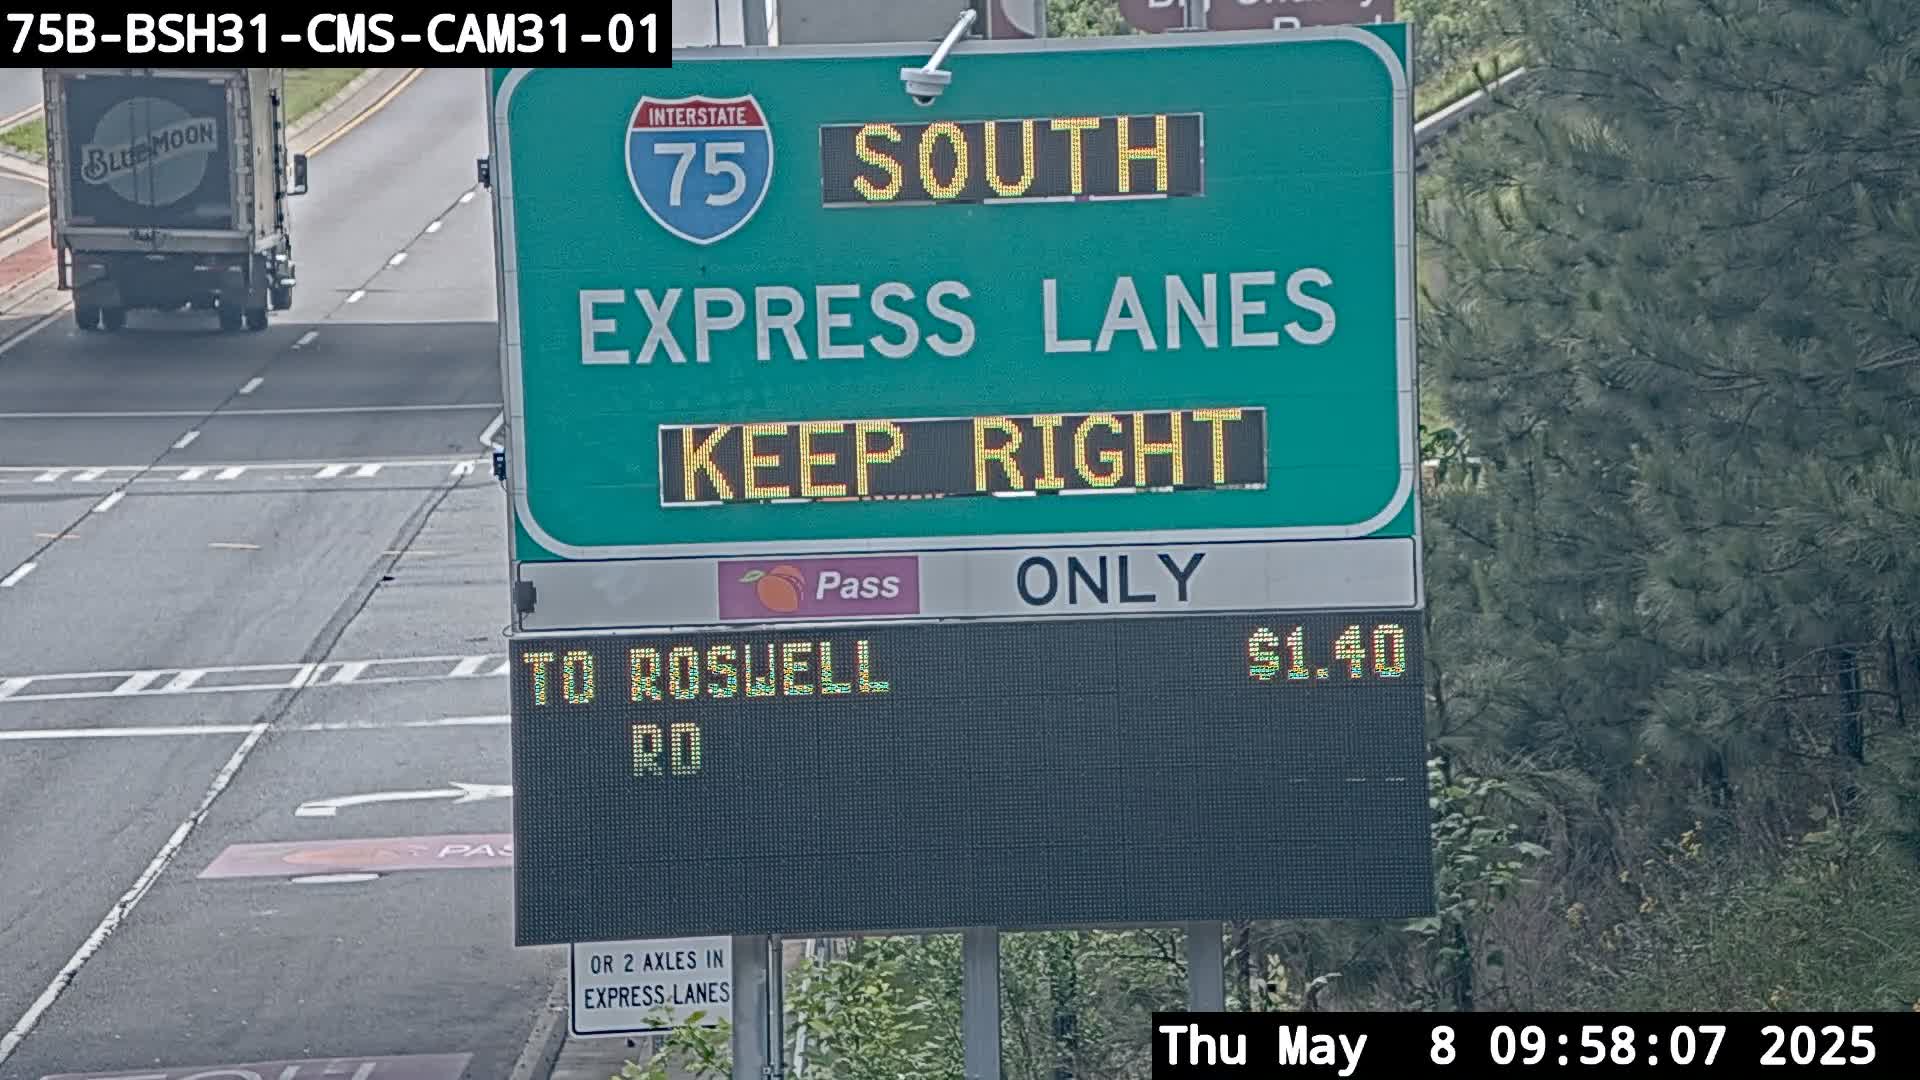 75B-BSH31-CMS-CAM31-01
BLUE MOON
INTERSTATE
75
SOUTH
EXPRESS LANES
KEEP RIGHT
Pass
ONLY
TO ROSWELL $1.40
RD
PAS
OR 2 AXLES IN
EXPRESS LANES
Thu May 8 09:58:07 2025